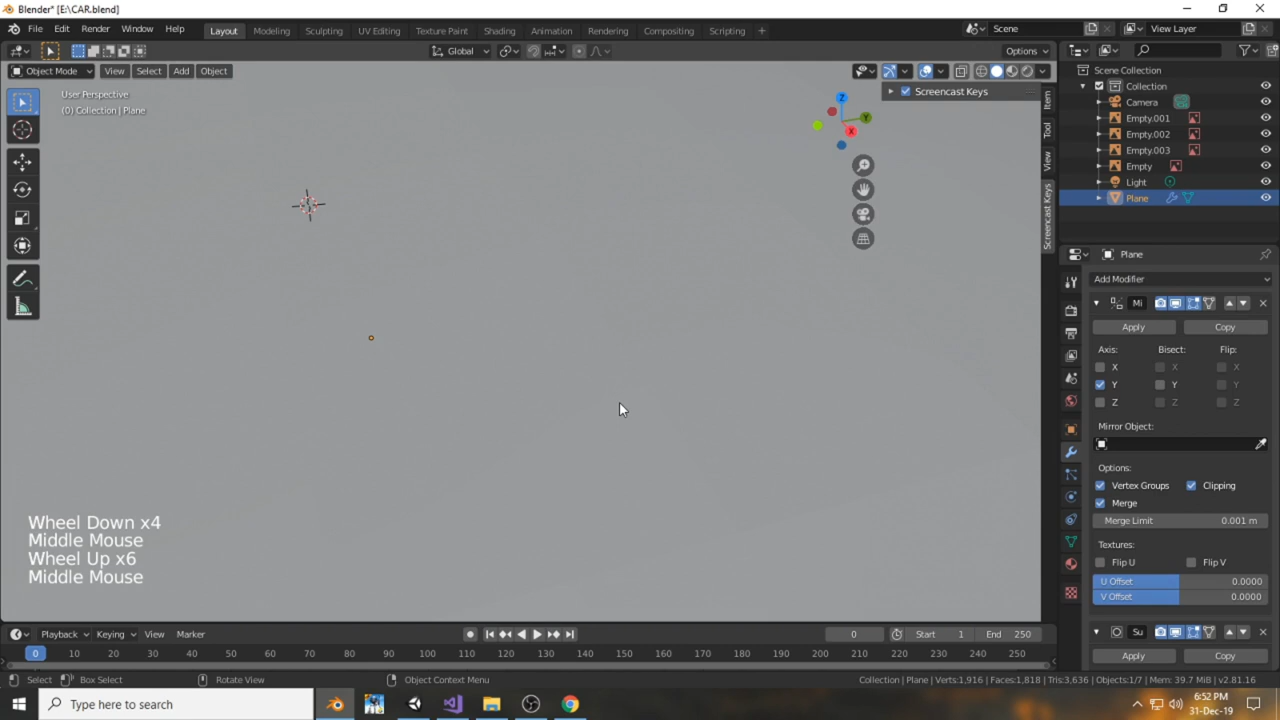 Blender* [E:\CAR.blend]
File Edit Render Window Help Layout Modeling Sculpting UV Editing Texture Paint Shading Animation Rendering Compositing Scripting + Scene View Layer
Global Options
Object Mode View Select Add Object
User Perspective
(0) Collection | Plane
Screencast Keys
Z
Y
X
Item
Tool
View
Screencast Keys
Scene Collection
Collection
Camera
Empty.001
Empty.002
Empty.003
Empty
Light
Plane
Plane
Add Modifier
Mi
Apply Copy
Axis: Bisect: Flip:
X X X
Y Y Y
Z Z Z
Mirror Object:
Options:
Vertex Groups Clipping
Merge
Merge Limit 0.001 m
Textures:
Flip U Flip V
U Offset 0.0000
V Offset 0.0000
Su
Apply Copy
Wheel Down x4
Middle Mouse
Wheel Up x6
Middle Mouse
Playback Keying View Marker 0 Start 1 End 250
0 10 20 30 40 50 60 70 80 90 100 110 120 130 140 150 160 170 180 190 200 210 220 230 240 250
Select Box Select Rotate View Object Context Menu Collection | Plane | Verts:1,916 | Faces:1,818 | Tris:3,636 | Objects:1/7 | Mem: 39.7 MiB | v2.81.16
Type here to search
6:52 PM
31-Dec-19